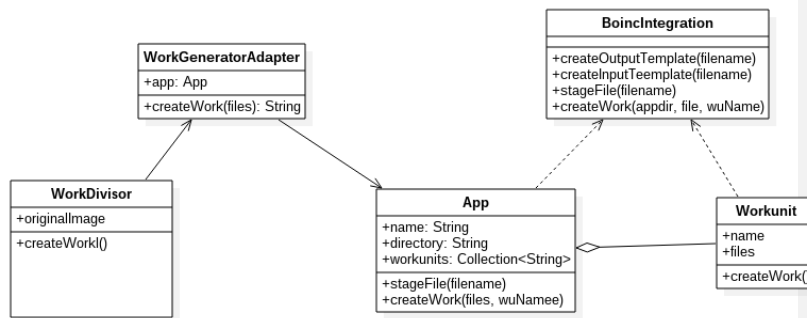 BoincIntegration
+createOutputTemplate(filename)
+createInputTeemplate(filename)
+stageFile(filename)
+createWork(appdir, file, wuName)
WorkGeneratorAdapter
+app: App
+createWork(files): String
WorkDivisor
+originalImage
+createWorkl()
App
+name: String
+directory: String
+workunits: Collection<String>
+stageFile(filename)
+createWork(files, wuNamee)
Workunit
+name
+files
+createWork(